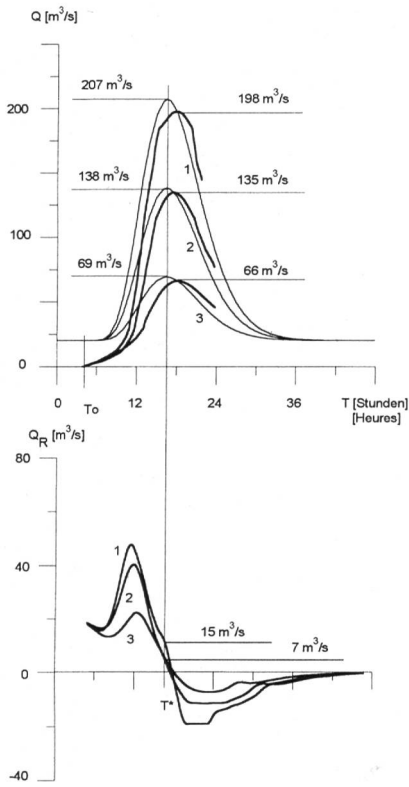 Q [m³/s]
207 m³/s
200
198 m³/s
1
138 m³/s
135 m³/s
100
2
69 m³/s
66 m³/s
3
0
0 12 24 36 T [Stunden]
To [Heures]
Q_R [m³/s]
80
1
40
2
3
15 m³/s
7 m³/s
0
T*
-40